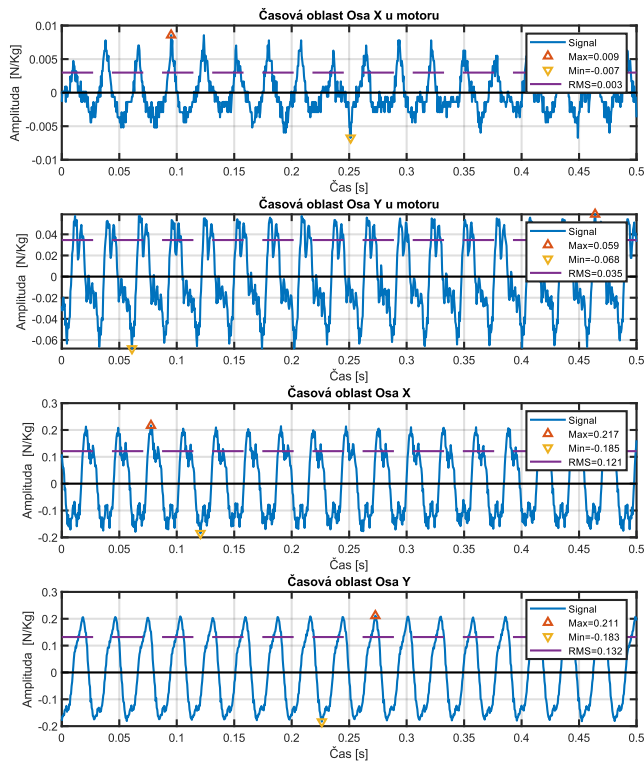 Časová oblast Osa X u motoru
Amplituda [N/Kg]
0.01
0.005
0
-0.005
-0.01
Signal
Max=0.009
Min=-0.007
RMS=0.003
0 0.05 0.1 0.15 0.2 0.25 0.3 0.35 0.4 0.45 0.5
Čas [s]
Časová oblast Osa Y u motoru
Amplituda [N/Kg]
0.04
0.02
0
-0.02
-0.04
-0.06
Signal
Max=0.059
Min=-0.068
RMS=0.035
0 0.05 0.1 0.15 0.2 0.25 0.3 0.35 0.4 0.45 0.5
Čas [s]
Časová oblast Osa X
Amplituda [N/Kg]
0.3
0.2
0.1
0
-0.1
-0.2
Signal
Max=0.217
Min=-0.185
RMS=0.121
0 0.05 0.1 0.15 0.2 0.25 0.3 0.35 0.4 0.45 0.5
Čas [s]
Časová oblast Osa Y
Amplituda [N/Kg]
0.3
0.2
0.1
0
-0.1
-0.2
Signal
Max=0.211
Min=-0.183
RMS=0.132
0 0.05 0.1 0.15 0.2 0.25 0.3 0.35 0.4 0.45 0.5
Čas [s]